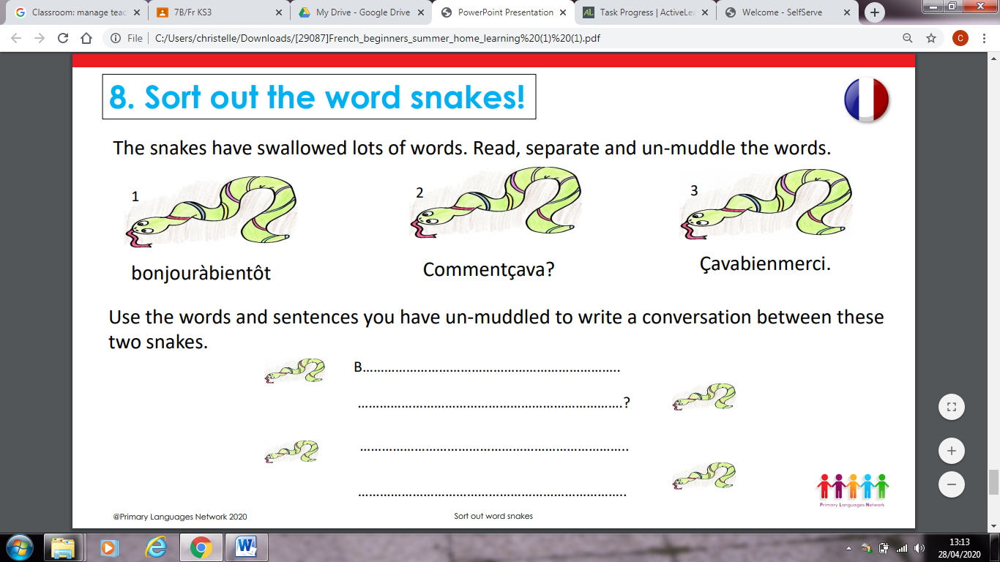 Classroom: manage teac
7B/Fr KS3
My Drive - Google Drive
PowerPoint Presentation
Task Progress | ActiveLea
Welcome - SelfServe
File
C:/Users/christelle/Downloads/[29087]French_beginners_summer_home_learning%20(1)%20(1).pdf
C
8. Sort out the word snakes!
The snakes have swallowed lots of words. Read, separate and un-muddle the words.
1
2
3
bonjouràbientôt
Commentçava?
Çavabienmerci.
Use the words and sentences you have un-muddled to write a conversation between these
two snakes.
B……………………………………………………………..
……………………………………………………………….?
………………………………………………………………..
………………………………………………………………..
Primary Languages Network
@Primary Languages Network 2020
Sort out word snakes
13:13
28/04/2020